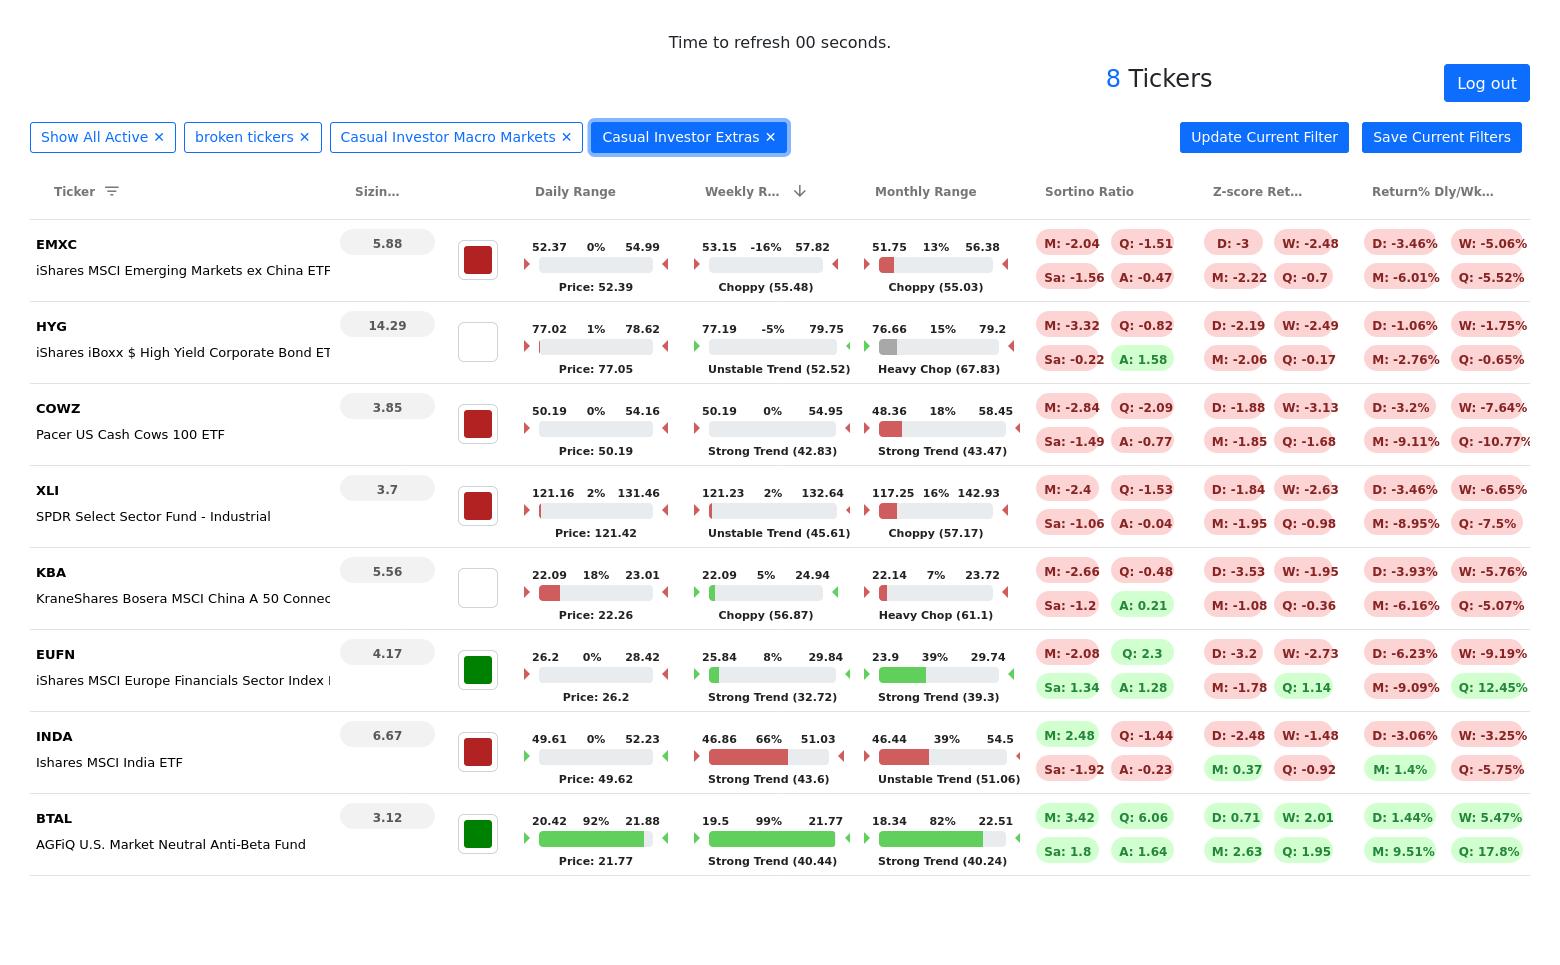 Time to refresh 00 seconds.
8 Tickers
Log out
Show All Active ✕ broken tickers ✕ Casual Investor Macro Markets ✕ Casual Investor Extras ✕ Update Current Filter Save Current Filters
Ticker Sizin... Daily Range Weekly R... Monthly Range Sortino Ratio Z-score Ret... Return% Dly/Wk...
EMXC 5.88 52.37 0% 54.99 53.15 -16% 57.82 51.75 13% 56.38 M: -2.04 Q: -1.51 D: -3 W: -2.48 D: -3.46% W: -5.06%
iShares MSCI Emerging Markets ex China ETF Price: 52.39 Choppy (55.48) Choppy (55.03) Sa: -1.56 A: -0.47 M: -2.22 Q: -0.7 M: -6.01% Q: -5.52%
HYG 14.29 77.02 1% 78.62 77.19 -5% 79.75 76.66 15% 79.2 M: -3.32 Q: -0.82 D: -2.19 W: -2.49 D: -1.06% W: -1.75%
iShares iBoxx $ High Yield Corporate Bond ET Price: 77.05 Unstable Trend (52.52) Heavy Chop (67.83) Sa: -0.22 A: 1.58 M: -2.06 Q: -0.17 M: -2.76% Q: -0.65%
COWZ 3.85 50.19 0% 54.16 50.19 0% 54.95 48.36 18% 58.45 M: -2.84 Q: -2.09 D: -1.88 W: -3.13 D: -3.2% W: -7.64%
Pacer US Cash Cows 100 ETF Price: 50.19 Strong Trend (42.83) Strong Trend (43.47) Sa: -1.49 A: -0.77 M: -1.85 Q: -1.68 M: -9.11% Q: -10.77%
XLI 3.7 121.16 2% 131.46 121.23 2% 132.64 117.25 16% 142.93 M: -2.4 Q: -1.53 D: -1.84 W: -2.63 D: -3.46% W: -6.65%
SPDR Select Sector Fund - Industrial Price: 121.42 Unstable Trend (45.61) Choppy (57.17) Sa: -1.06 A: -0.04 M: -1.95 Q: -0.98 M: -8.95% Q: -7.5%
KBA 5.56 22.09 18% 23.01 22.09 5% 24.94 22.14 7% 23.72 M: -2.66 Q: -0.48 D: -3.53 W: -1.95 D: -3.93% W: -5.76%
KraneShares Bosera MSCI China A 50 Connec Price: 22.26 Choppy (56.87) Heavy Chop (61.1) Sa: -1.2 A: 0.21 M: -1.08 Q: -0.36 M: -6.16% Q: -5.07%
EUFN 4.17 26.2 0% 28.42 25.84 8% 29.84 23.9 39% 29.74 M: -2.08 Q: 2.3 D: -3.2 W: -2.73 D: -6.23% W: -9.19%
iShares MSCI Europe Financials Sector Index Price: 26.2 Strong Trend (32.72) Strong Trend (39.3) Sa: 1.34 A: 1.28 M: -1.78 Q: 1.14 M: -9.09% Q: 12.45%
INDA 6.67 49.61 0% 52.23 46.86 66% 51.03 46.44 39% 54.5 M: 2.48 Q: -1.44 D: -2.48 W: -1.48 D: -3.06% W: -3.25%
Ishares MSCI India ETF Price: 49.62 Strong Trend (43.6) Unstable Trend (51.06) Sa: -1.92 A: -0.23 M: 0.37 Q: -0.92 M: 1.4% Q: -5.75%
BTAL 3.12 20.42 92% 21.88 19.5 99% 21.77 18.34 82% 22.51 M: 3.42 Q: 6.06 D: 0.71 W: 2.01 D: 1.44% W: 5.47%
AGFiQ U.S. Market Neutral Anti-Beta Fund Price: 21.77 Strong Trend (40.44) Strong Trend (40.24) Sa: 1.8 A: 1.64 M: 2.63 Q: 1.95 M: 9.51% Q: 17.8%